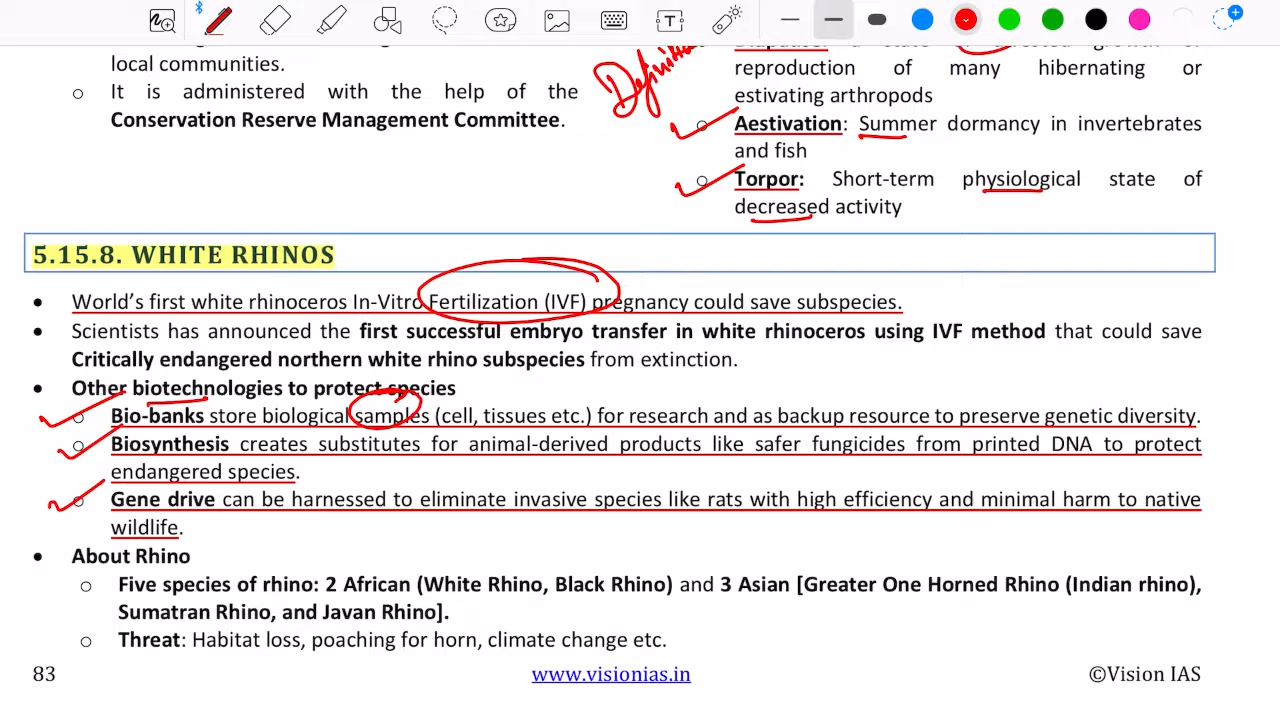 T
local communities.
o It is administered with the help of the
Conservation Reserve Management Committee.
reproduction of many hibernating or
estivating arthropods
o Aestivation: Summer dormancy in invertebrates
and fish
o Torpor: Short-term physiological state of
decreased activity
5.15.8. WHITE RHINOS
• World’s first white rhinoceros In-Vitro Fertilization (IVF) pregnancy could save subspecies.
• Scientists has announced the first successful embryo transfer in white rhinoceros using IVF method that could save
Critically endangered northern white rhino subspecies from extinction.
• Other biotechnologies to protect species
o Bio-banks store biological samples (cell, tissues etc.) for research and as backup resource to preserve genetic diversity.
o Biosynthesis creates substitutes for animal-derived products like safer fungicides from printed DNA to protect
endangered species.
o Gene drive can be harnessed to eliminate invasive species like rats with high efficiency and minimal harm to native
wildlife.
• About Rhino
o Five species of rhino: 2 African (White Rhino, Black Rhino) and 3 Asian [Greater One Horned Rhino (Indian rhino),
Sumatran Rhino, and Javan Rhino].
o Threat: Habitat loss, poaching for horn, climate change etc.
83 www.visionias.in ©Vision IAS